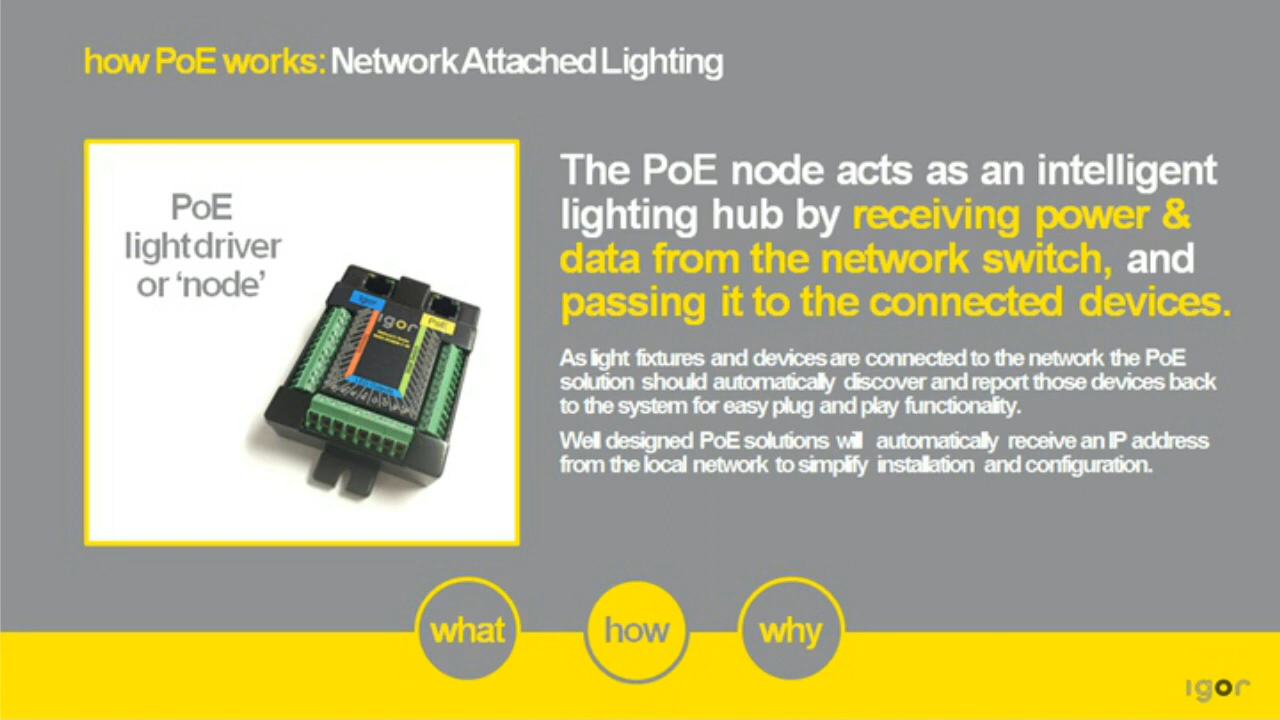 how PoE works: Network Attached Lighting
PoE
light driver
or ‘node’
Igor
igor
PoE
The PoE node acts as an intelligent
lighting hub by receiving power &
data from the network switch, and
passing it to the connected devices.
As light fixtures and devices are connected to the network the PoE
solution should automatically discover and report those devices back
to the system for easy plug and play functionality.
Well designed PoE solutions will automatically receive an IP address
from the local network to simplify installation and configuration.
what
how
why
igor